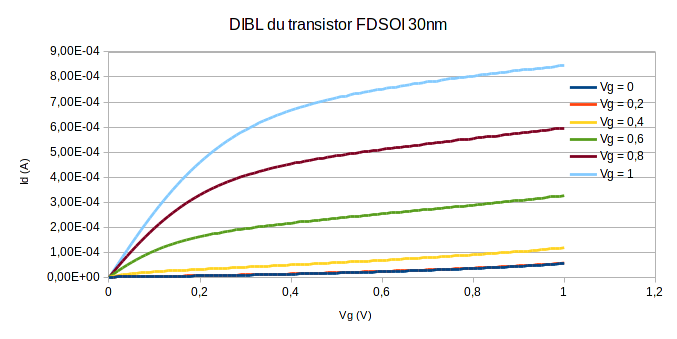 DIBL du transistor FDSOI 30nm
Id (A)
9,00E-04
8,00E-04
7,00E-04
6,00E-04
5,00E-04
4,00E-04
3,00E-04
2,00E-04
1,00E-04
0,00E+00
Vg = 0
Vg = 0,2
Vg = 0,4
Vg = 0,6
Vg = 0,8
Vg = 1
0 0,2 0,4 0,6 0,8 1 1,2
Vg (V)